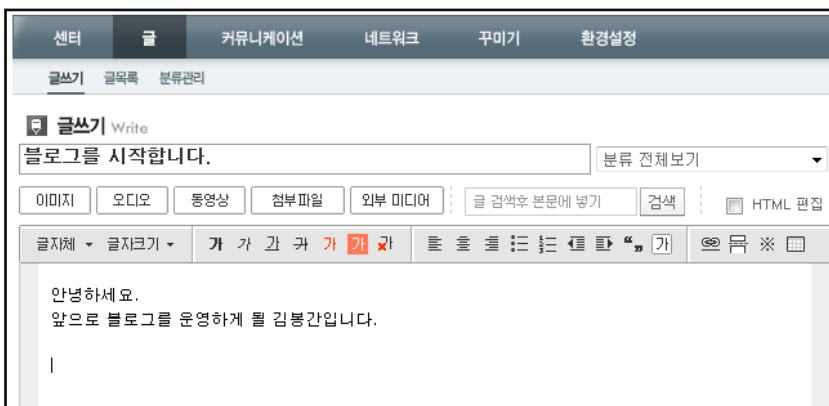 센터 글 커뮤니케이션 네트워크 꾸미기 환경설정
글쓰기 글목록 분류관리
글쓰기 Write
블로그를 시작합니다. 분류 전체보기
이미지 오디오 동영상 첨부파일 외부 미디어 글 검색후 본문에 넣기 검색 HTML 편집
글자체 글자크기 가 가 가 가 가 가 가 가
안녕하세요.
앞으로 블로그를 운영하게 될 김봉간입니다.